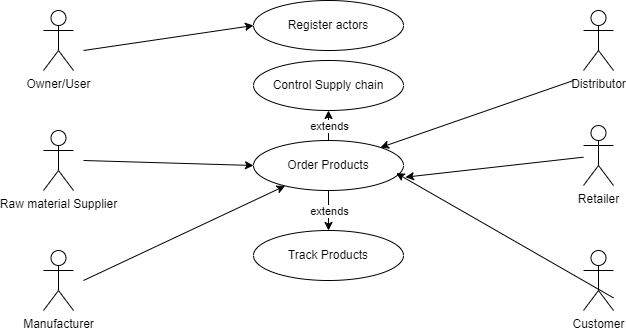 Register actors
Owner/User
Distributor
Control Supply chain
extends
Order Products
Raw material Supplier
Retailer
extends
Track Products
Manufacturer
Customer